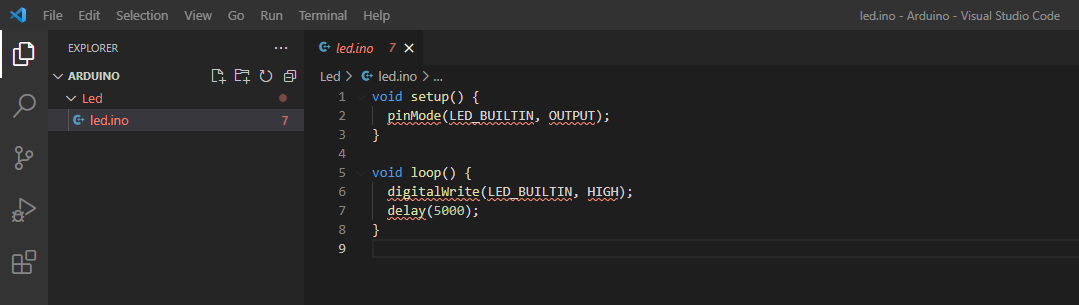 File Edit Selection View Go Run Terminal Help led.ino - Arduino - Visual Studio Code
EXPLORER ···
ARDUINO
Led
led.ino 7
led.ino 7
Led > led.ino > ...
1 void setup() {
2 pinMode(LED_BUILTIN, OUTPUT);
3 }
4
5 void loop() {
6 digitalWrite(LED_BUILTIN, HIGH);
7 delay(5000);
8 }
9